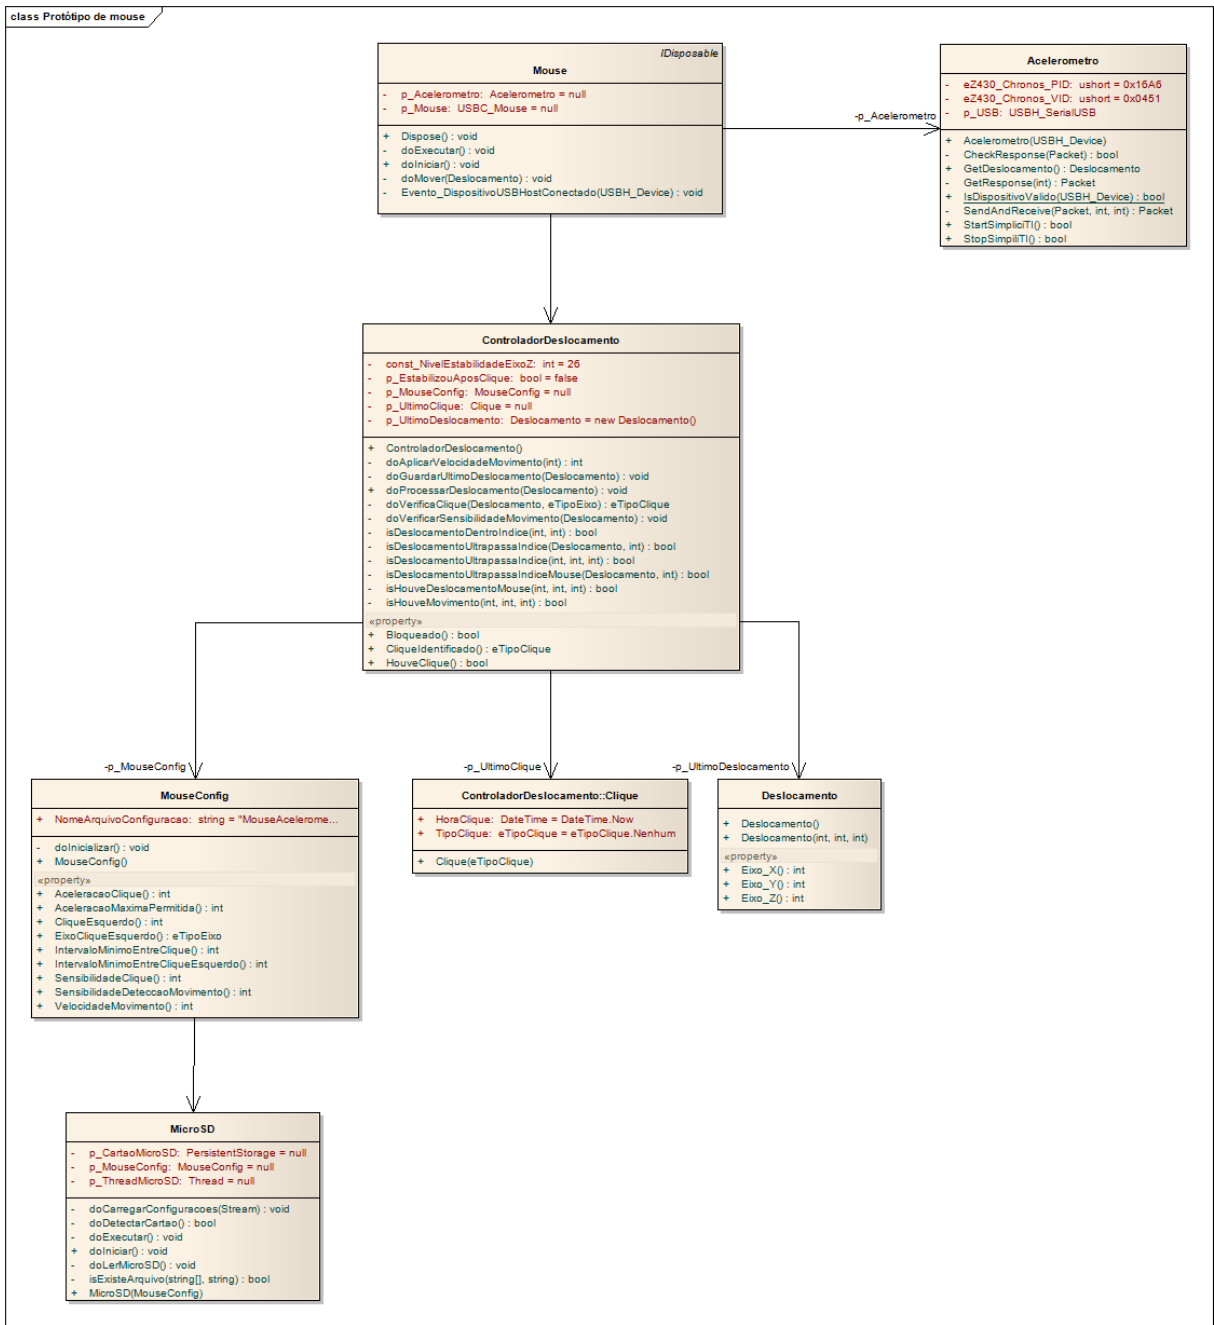 class Protótipo de mouse
IDisposable
Mouse
- p_Acelerometro: Acelerometro = null
- p_Mouse: USBC_Mouse = null
+ Dispose() : void
- doExecutar() : void
+ doIniciar() : void
- doMover(Deslocamento) : void
- Evento_DispositivoUSBHostConectado(USBH_Device) : void
-p_Acelerometro
Acelerometro
- eZ430_Chronos_PID: ushort = 0x16A6
- eZ430_Chronos_VID: ushort = 0x0451
- p_USB: USBH_SerialUSB
+ Acelerometro(USBH_Device)
- CheckResponse(Packet) : bool
+ GetDeslocamento() : Deslocamento
- GetResponse(int) : Packet
+ IsDispositivoValido(USBH_Device) : bool
- SendAndReceive(Packet, int, int) : Packet
+ StartSimpliciTI() : bool
+ StopSimpiliTI() : bool
ControladorDeslocamento
- const_NivelEstabilidadeEixoZ: int = 26
- p_EstabilizouAposClique: bool = false
- p_MouseConfig: MouseConfig = null
- p_UltimoClique: Clique = null
- p_UltimoDeslocamento: Deslocamento = new Deslocamento()
+ ControladorDeslocamento()
- doAplicarVelocidadeMovimento(int) : int
- doGuardarUltimoDeslocamento(Deslocamento) : void
+ doProcessarDeslocamento(Deslocamento) : void
- doVerificaClique(Deslocamento, eTipoEixo) : eTipoClique
- doVerificarSensibilidadeMovimento(Deslocamento) : void
- isDeslocamentoDentroIndice(int, int) : bool
- isDeslocamentoUltrapassaIndice(Deslocamento, int) : bool
- isDeslocamentoUltrapassaIndice(int, int, int) : bool
- isDeslocamentoUltrapassaIndiceMouse(Deslocamento, int) : bool
- isHouveDeslocamentoMouse(int, int, int) : bool
- isHouveMovimento(int, int, int) : bool
«property»
+ Bloqueado() : bool
+ CliqueIdentificado() : eTipoClique
+ HouveClique() : bool
-p_MouseConfig
-p_UltimoClique
-p_UltimoDeslocamento
MouseConfig
+ NomeArquivoConfiguracao: string = "MouseAcelerome...
- doInicializar() : void
+ MouseConfig()
«property»
+ AceleracaoClique() : int
+ AceleracaoMaximaPermitida() : int
+ CliqueEsquerdo() : int
+ EixoCliqueEsquerdo() : eTipoEixo
+ IntervaloMinimoEntreClique() : int
+ IntervaloMinimoEntreCliqueEsquerdo() : int
+ SensibilidadeClique() : int
+ SensibilidadeDeteccaoMovimento() : int
+ VelocidadeMovimento() : int
ControladorDeslocamento::Clique
+ HoraClique: DateTime = DateTime.Now
+ TipoClique: eTipoClique = eTipoClique.Nenhum
+ Clique(eTipoClique)
Deslocamento
+ Deslocamento()
+ Deslocamento(int, int, int)
«property»
+ Eixo_X() : int
+ Eixo_Y() : int
+ Eixo_Z() : int
MicroSD
- p_CartaoMicroSD: PersistentStorage = null
- p_MouseConfig: MouseConfig = null
- p_ThreadMicroSD: Thread = null
- doCarregarConfiguracoes(Stream) : void
- doDetectarCartao() : bool
- doExecutar() : void
+ doIniciar() : void
- doLerMicroSD() : void
- isExisteArquivo(string[], string) : bool
+ MicroSD(MouseConfig)